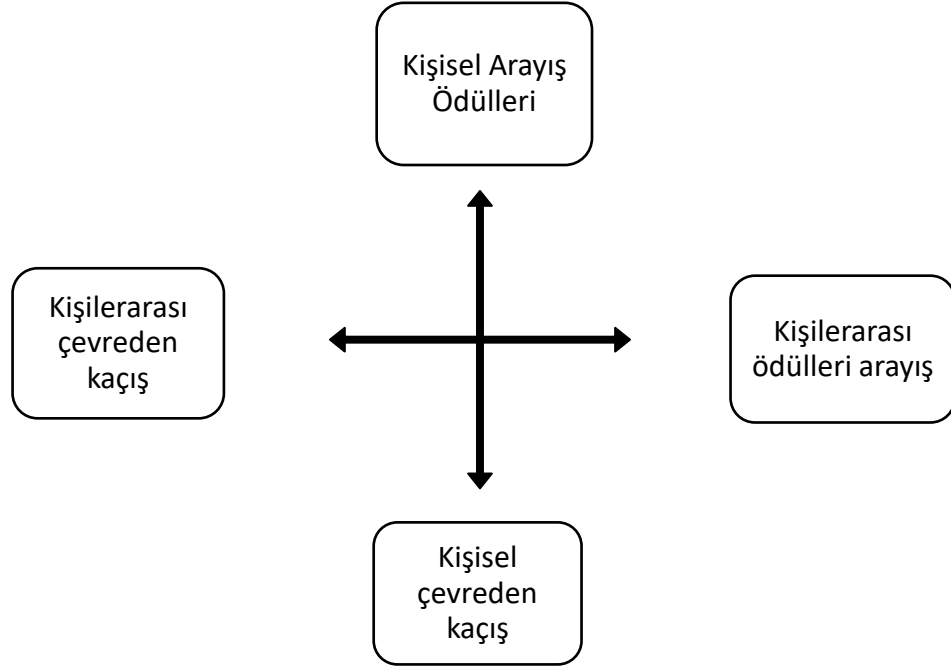 Kişisel Arayış
Ödülleri
Kişilerarası
çevreden
kaçış
Kişilerarası
ödülleri arayış
Kişisel
çevreden
kaçış